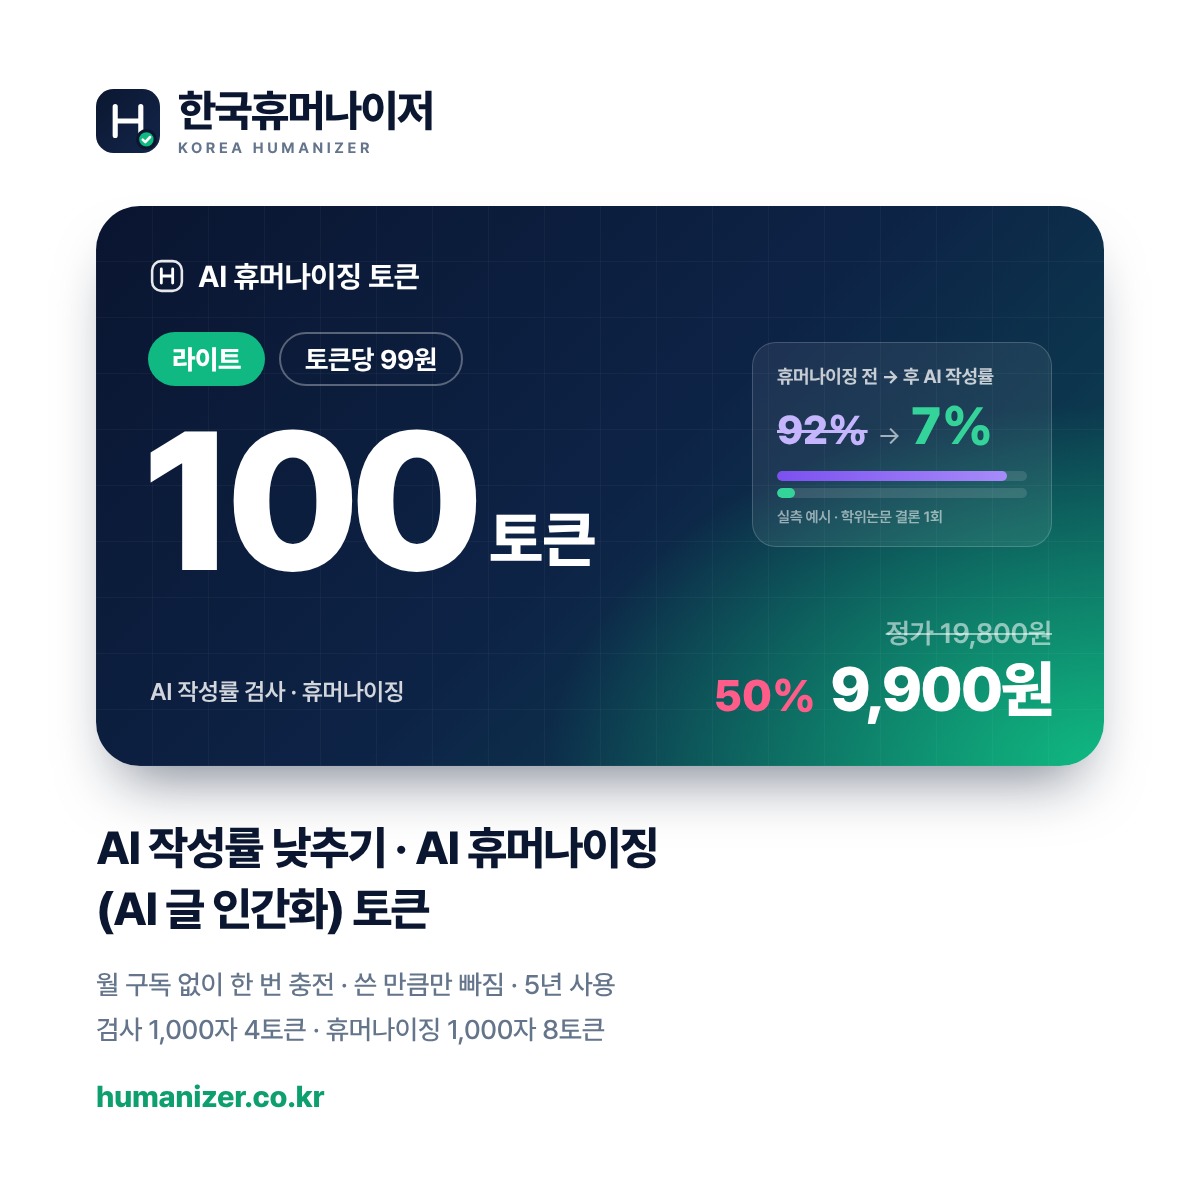 한국휴머나이저
KOREA HUMANIZER
AI 휴머나이징 토큰
라이트
토큰당 99원
100 토큰
휴머나이징 전 → 후 AI 작성률
92% → 7%
실측 예시 · 학위논문 결론 1회
정가 19,800원
50% 9,900원
AI 작성률 검사 · 휴머나이징
AI 작성률 낮추기 · AI 휴머나이징
(AI 글 인간화) 토큰
월 구독 없이 한 번 충전 · 쓴 만큼만 빠짐 · 5년 사용
검사 1,000자 4토큰 · 휴머나이징 1,000자 8토큰
humanizer.co.kr